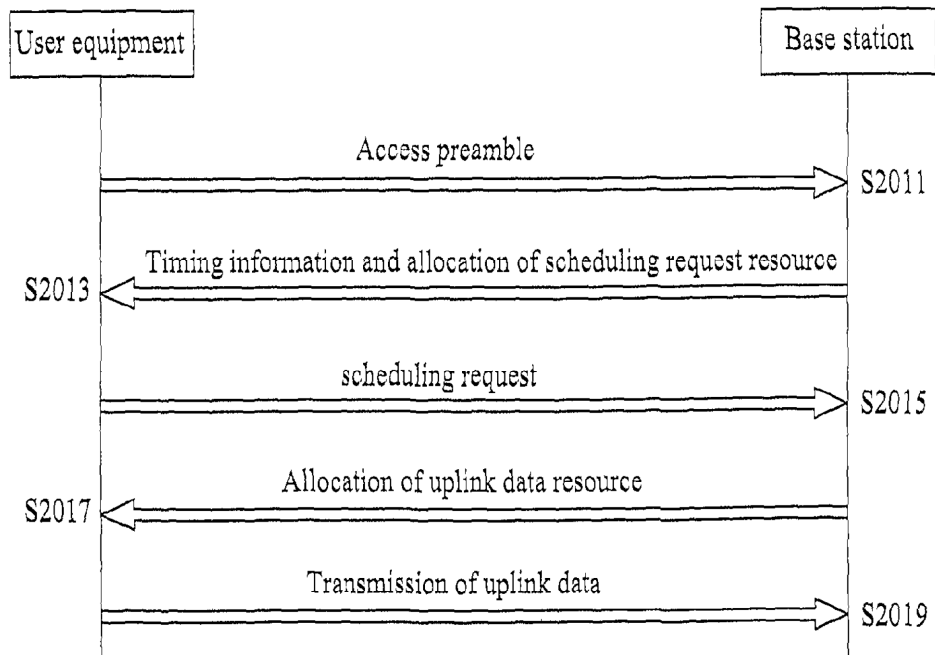 User equipment
Base station
Access preamble
S2011
Timing information and allocation of scheduling request resource
S2013
scheduling request
S2015
Allocation of uplink data resource
S2017
Transmission of uplink data
S2019